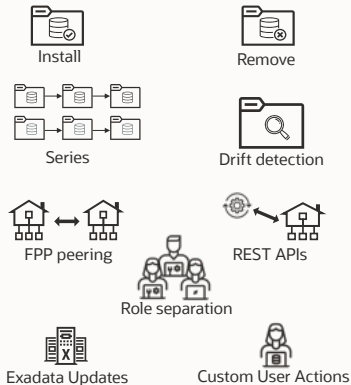 Install
Remove
Series
Drift detection
FPP peering
REST APIs
Role separation
X
Exadata Updates
Custom User Actions